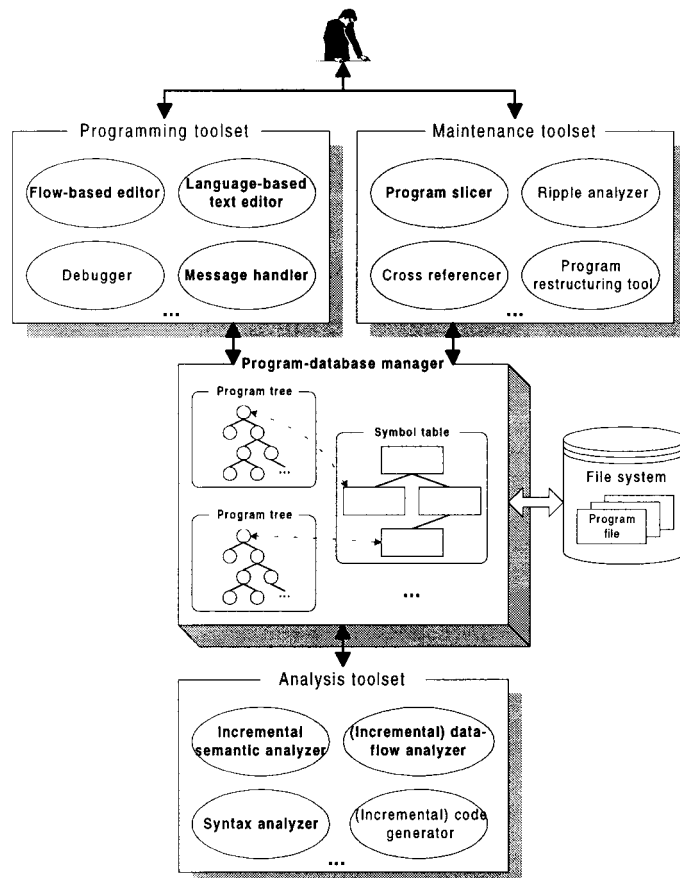 Programming toolset
Flow-based editor
Language-based
text editor
Debugger
Message handler
...
Maintenance toolset
Program slicer
Ripple analyzer
Cross referencer
Program
restructuring tool
...
Program-database manager
Program tree
...
Program tree
...
Symbol table
...
File system
Program
file
Analysis toolset
Incremental
semantic analyzer
(Incremental) data-
flow analyzer
Syntax analyzer
(Incremental) code
generator
...